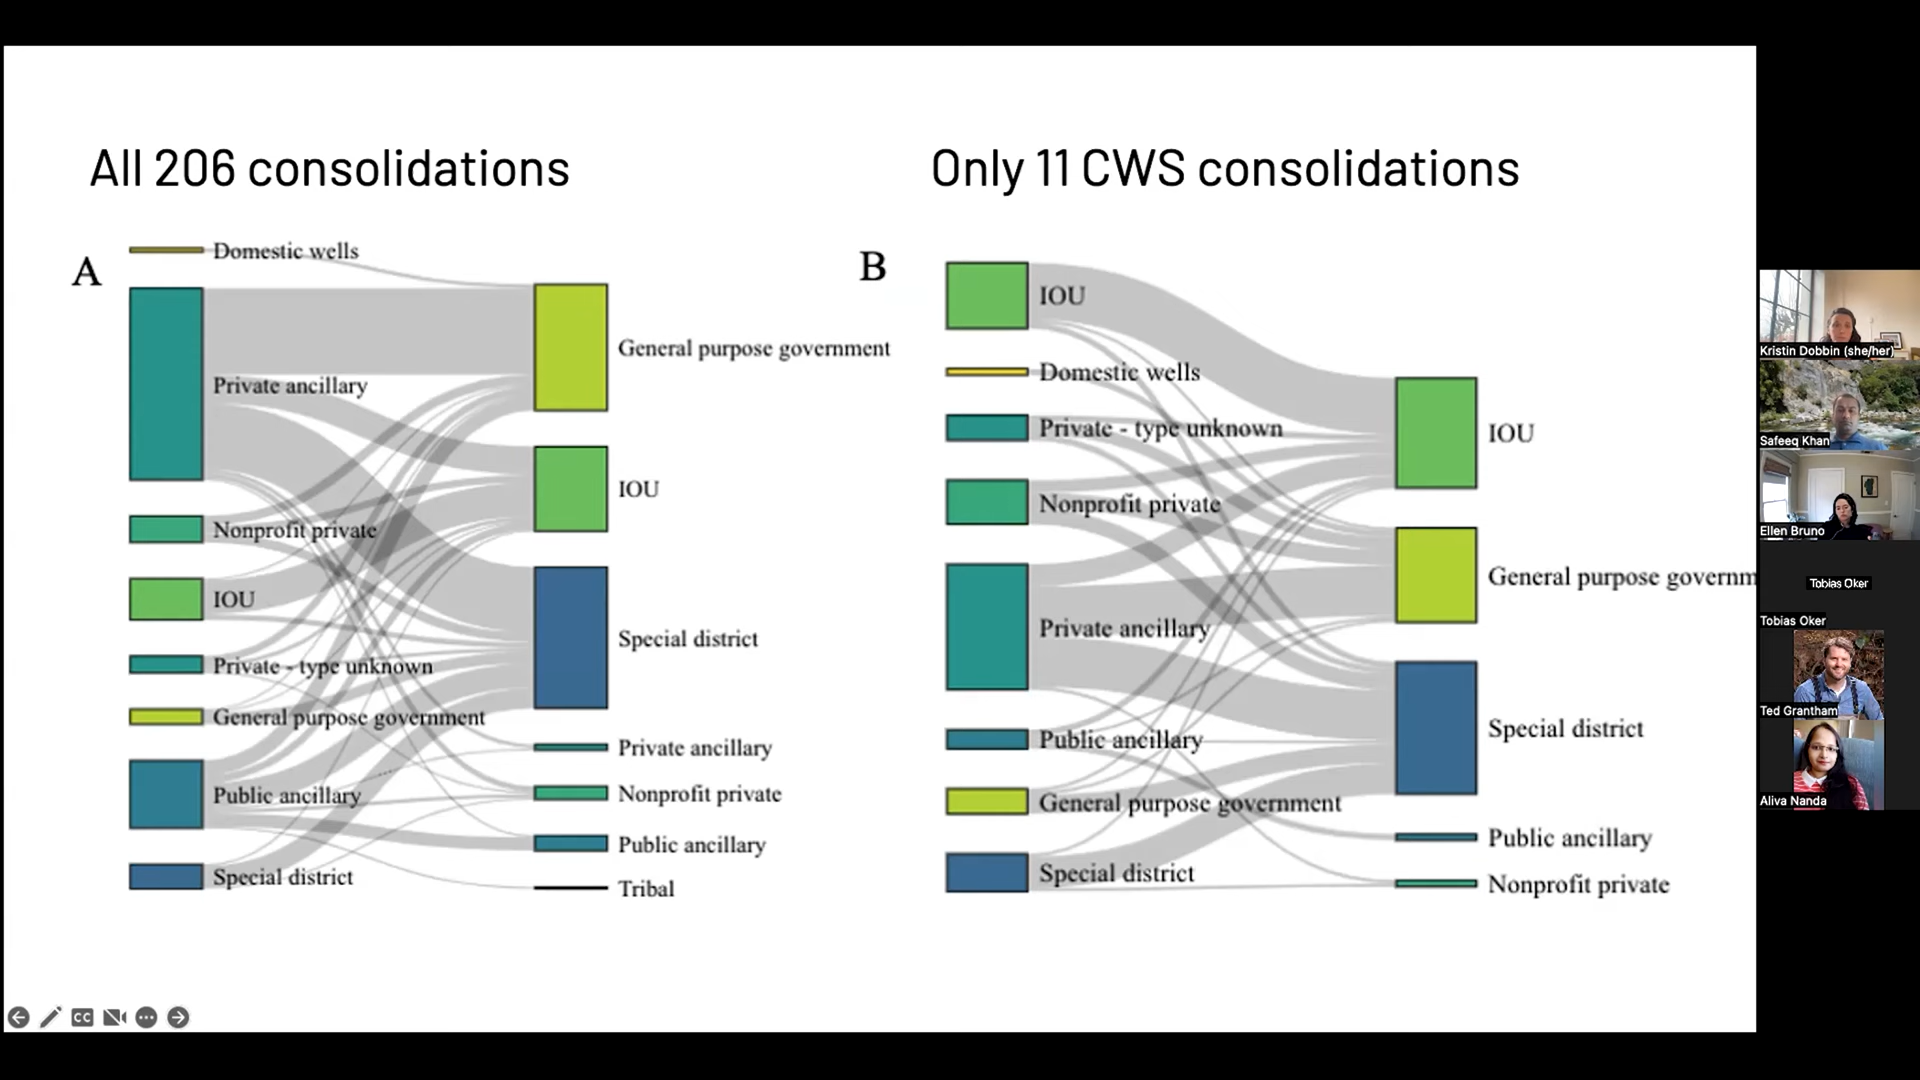 All 206 consolidations
A
Domestic wells
Private ancillary
Nonprofit private
IOU
Private - type unknown
General purpose government
Public ancillary
Special district
General purpose government
IOU
Special district
Private ancillary
Nonprofit private
Public ancillary
Tribal
Only 11 CWS consolidations
B
IOU
Domestic wells
Private - type unknown
Nonprofit private
Private ancillary
Public ancillary
General purpose government
Special district
IOU
General purpose governm
Special district
Public ancillary
Nonprofit private
CC
Kristin Dobbin (she/her)
Safeeq Khan
Ellen Bruno
Tobias Oker
Tobias Oker
Ted Grantham
Aliva Nanda